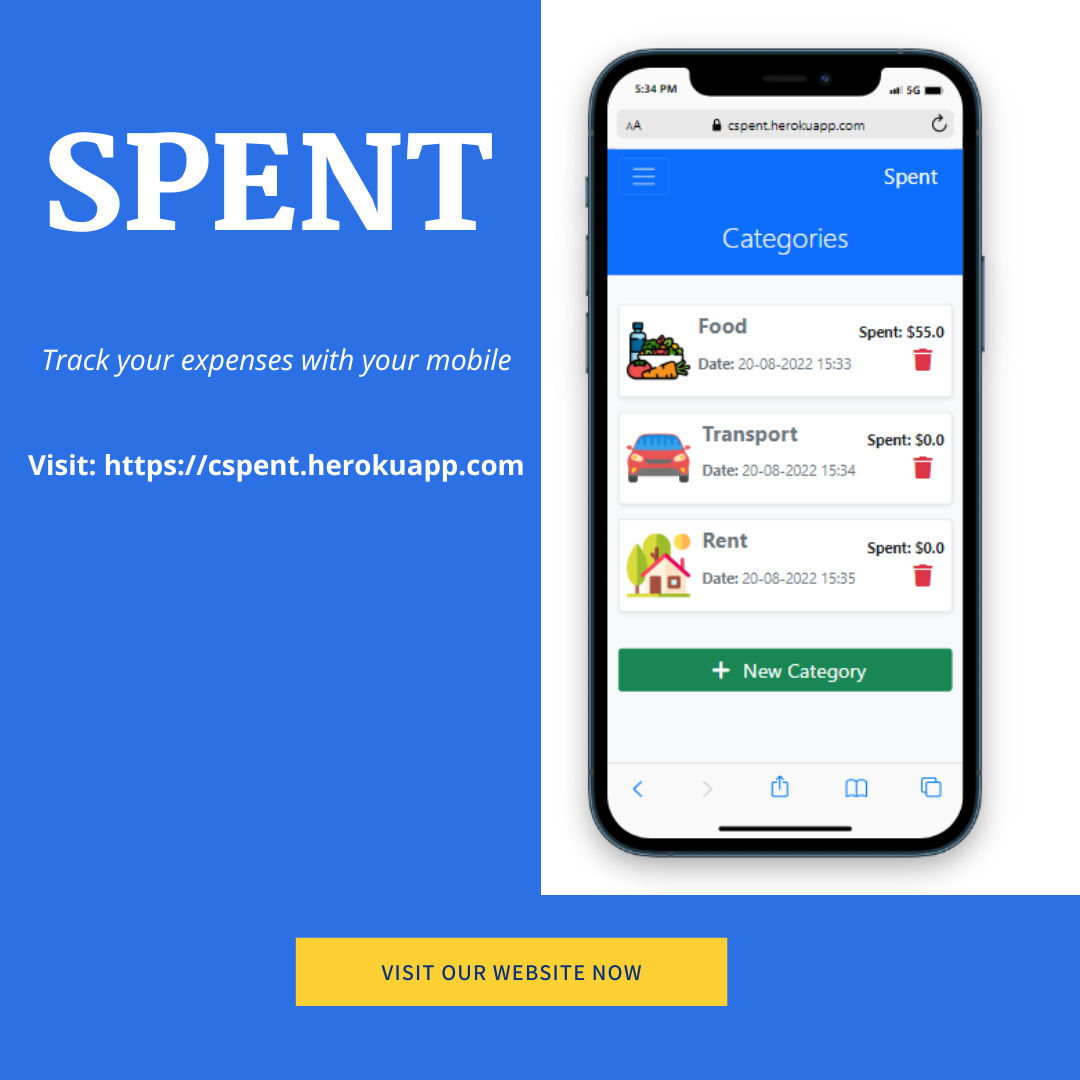 SPENT
Track your expenses with your mobile
Visit: https://cspent.herokuapp.com
5:34 PM
5G
AA
cspent.herokuapp.com
Spent
Categories
Food
Spent: $55.0
Date: 20-08-2022 15:33
Transport
Spent: $0.0
Date: 20-08-2022 15:34
Rent
Spent: $0.0
Date: 20-08-2022 15:35
+ New Category
VISIT OUR WEBSITE NOW